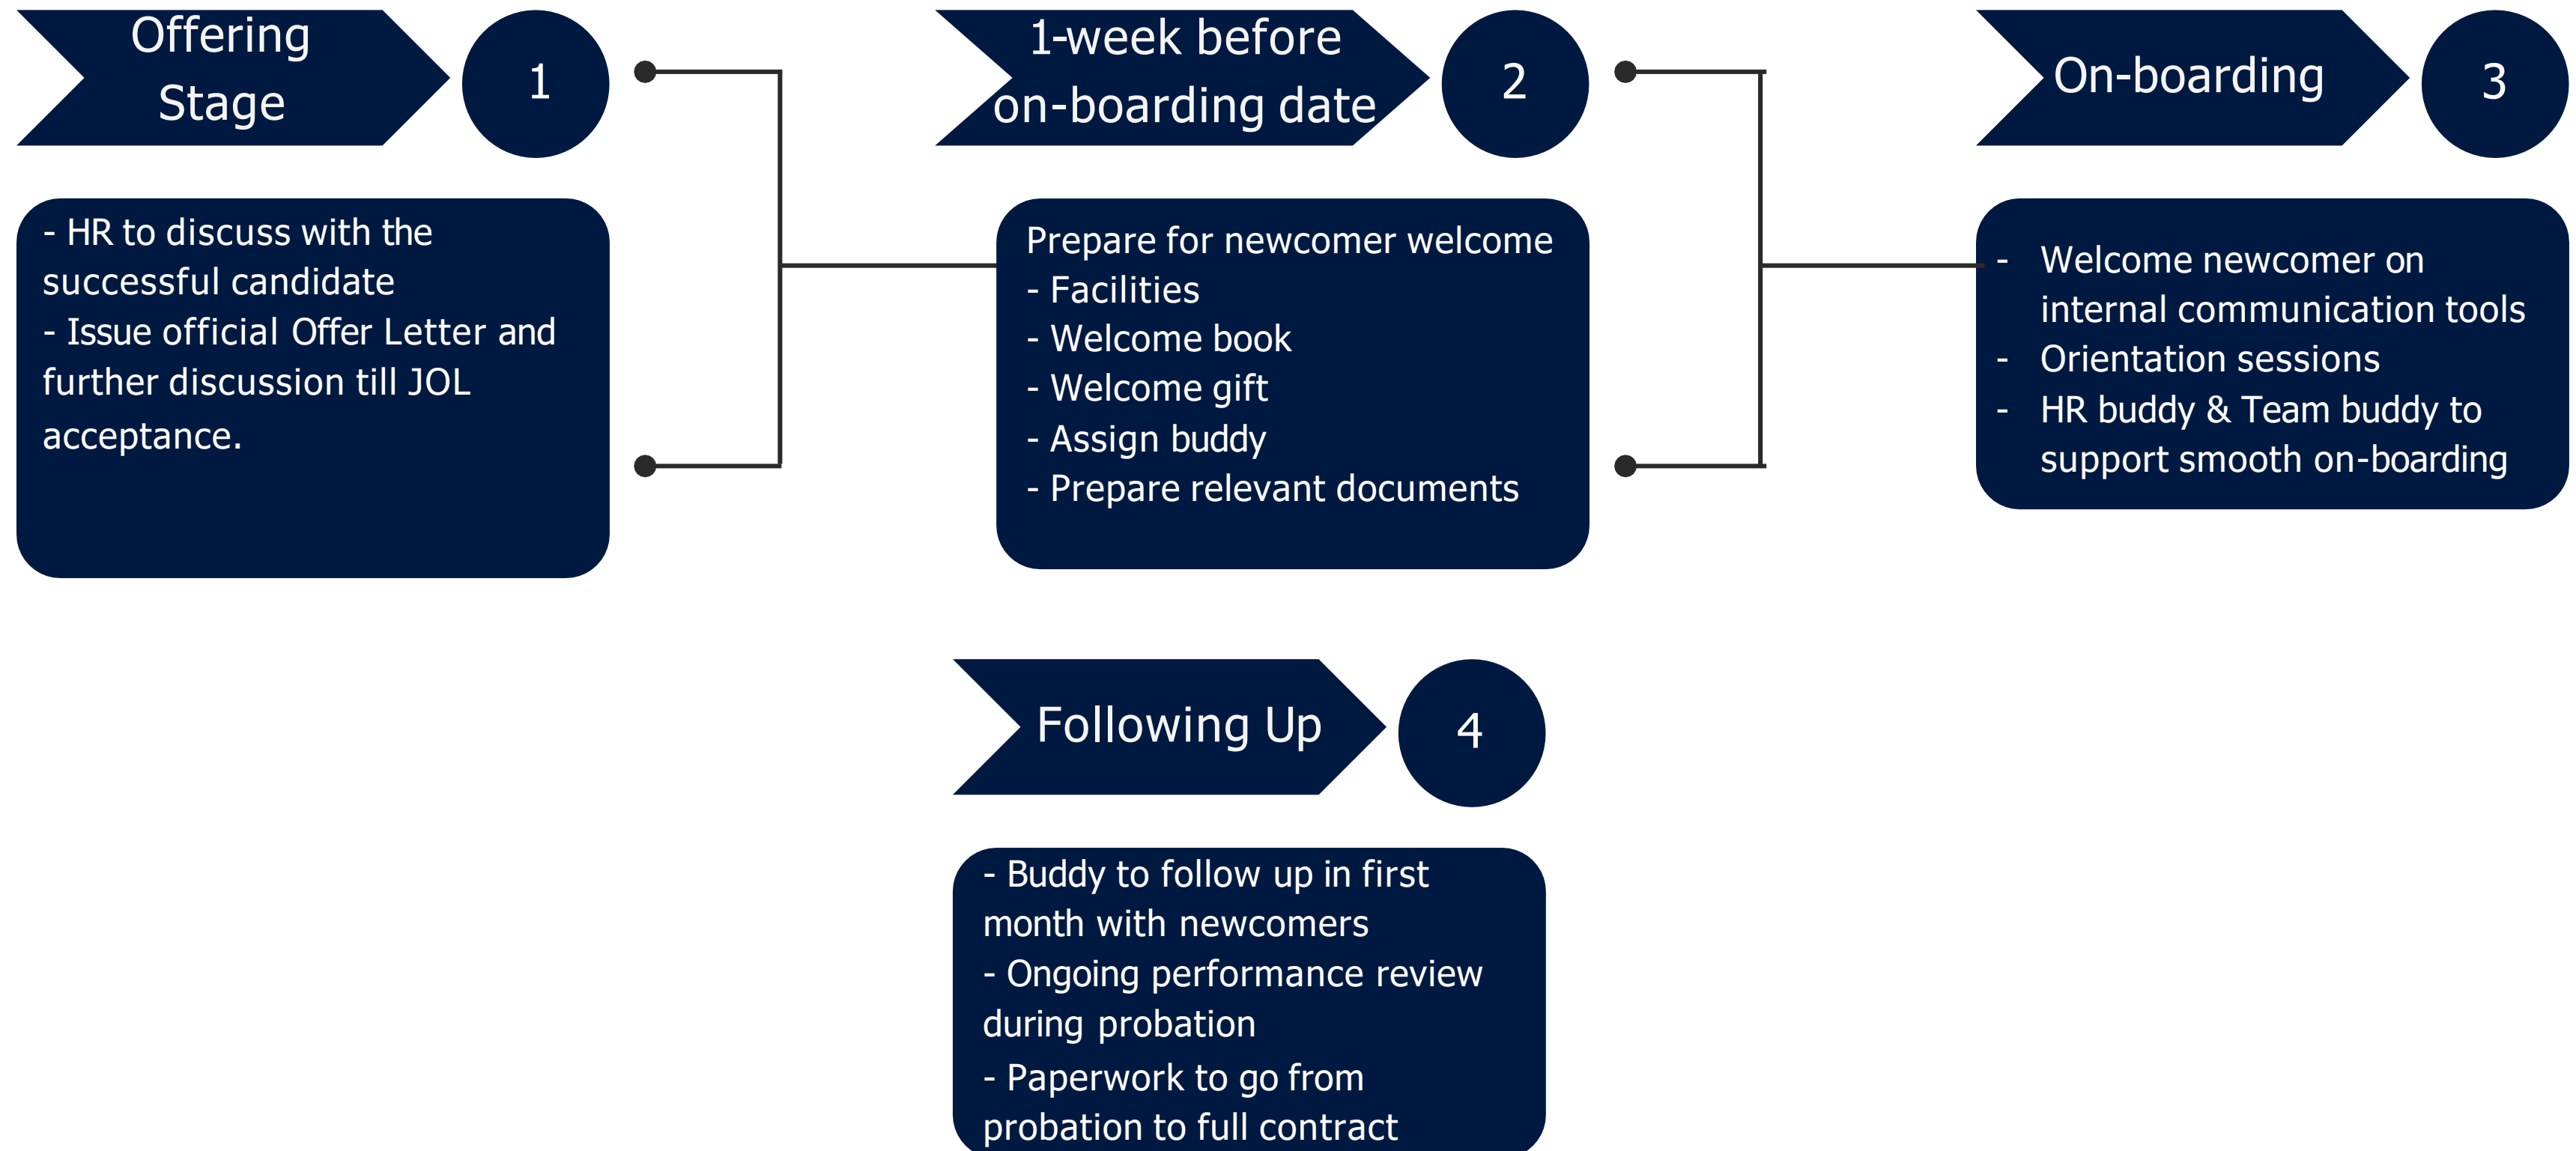 Offering
Stage
1
- HR to discuss with the
successful candidate
- Issue official Offer Letter and
further discussion till JOL
acceptance.
1-week before
on-boarding date
2
Prepare for newcomer welcome
- Facilities
- Welcome book
- Welcome gift
- Assign buddy
- Prepare relevant documents
On-boarding
3
- Welcome newcomer on
internal communication tools
- Orientation sessions
- HR buddy & Team buddy to
support smooth on-boarding
Following Up
4
- Buddy to follow up in first
month with newcomers
- Ongoing performance review
during probation
- Paperwork to go from
probation to full contract